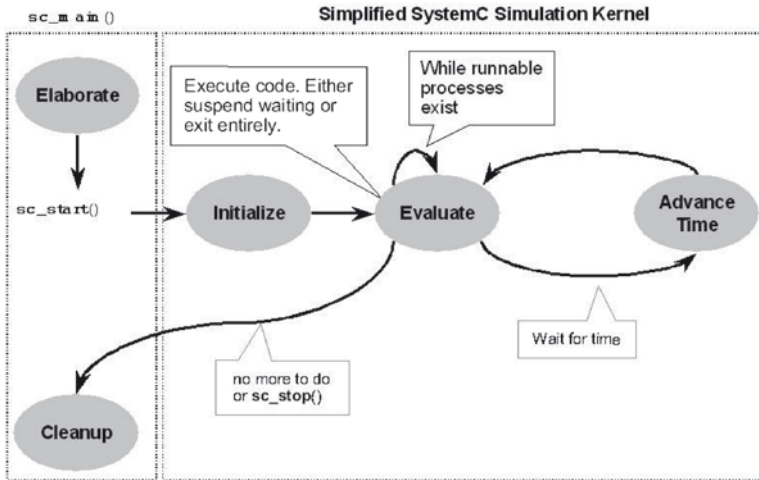 sc_main()
Simplified SystemC Simulation Kernel
Elaborate
Execute code. Either
suspend waiting or
exit entirely.
While runnable
processes
exist
sc_start()
Initialize
Evaluate
Advance
Time
Wait for time
no more to do
or sc_stop()
Cleanup